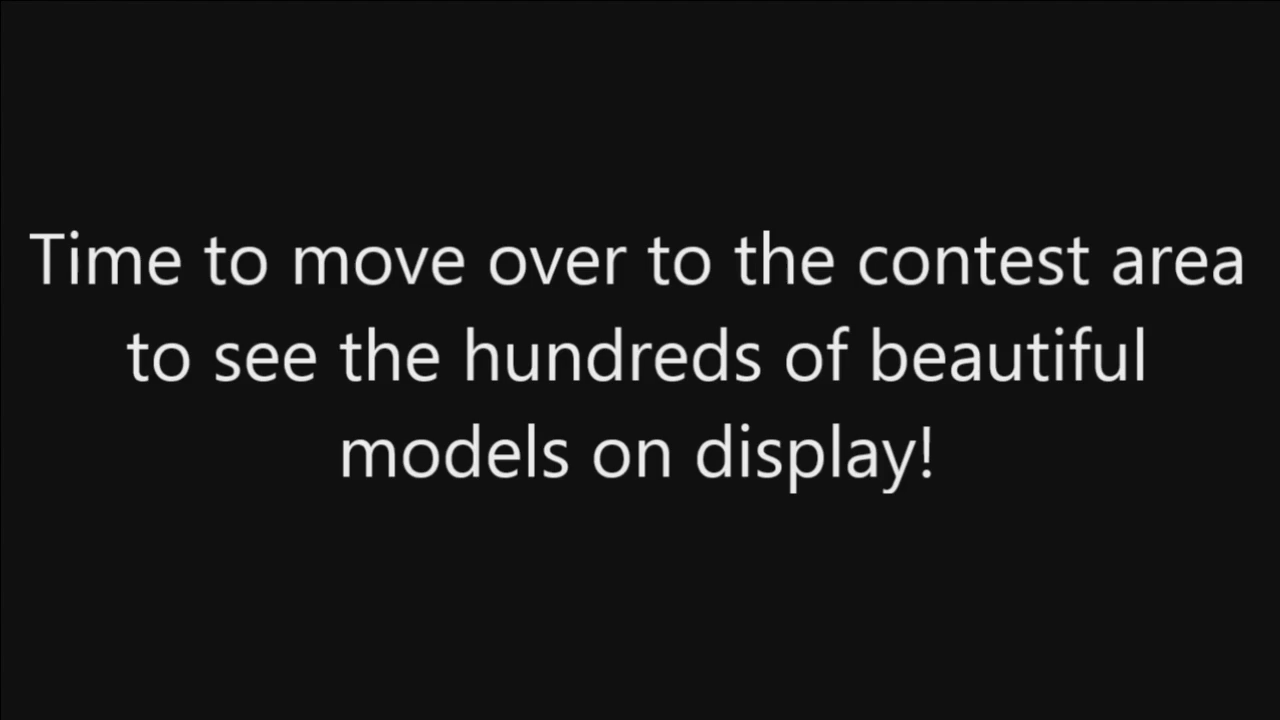 Time to move over to the contest area
to see the hundreds of beautiful
models on display!